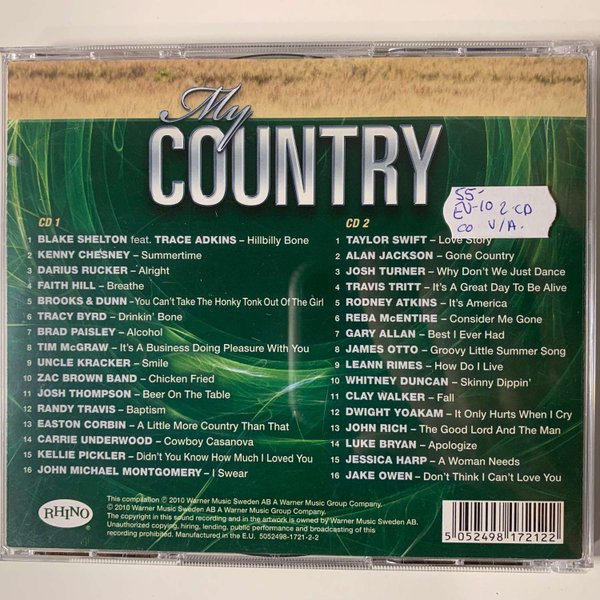 My
COUNTRY
55-
EU-10 2-CD
CO V/A.
CD 1
1 BLAKE SHELTON feat. TRACE ADKINS – Hillbilly Bone
2 KENNY CHESNEY – Summertime
3 DARIUS RUCKER – Alright
4 FAITH HILL – Breathe
5 BROOKS & DUNN – You Can't Take The Honky Tonk Out Of The Girl
6 TRACY BYRD – Drinkin' Bone
7 BRAD PAISLEY – Alcohol
8 TIM McGRAW – It's A Business Doing Pleasure With You
9 UNCLE KRACKER – Smile
10 ZAC BROWN BAND – Chicken Fried
11 JOSH THOMPSON – Beer On The Table
12 RANDY TRAVIS – Baptism
13 EASTON CORBIN – A Little More Country Than That
14 CARRIE UNDERWOOD – Cowboy Casanova
15 KELLIE PICKLER – Didn't You Know How Much I Loved You
16 JOHN MICHAEL MONTGOMERY – I Swear
CD 2
1 TAYLOR SWIFT – Love Story
2 ALAN JACKSON – Gone Country
3 JOSH TURNER – Why Don't We Just Dance
4 TRAVIS TRITT – It's A Great Day To Be Alive
5 RODNEY ATKINS – It's America
6 REBA McENTIRE – Consider Me Gone
7 GARY ALLAN – Best I Ever Had
8 JAMES OTTO – Groovy Little Summer Song
9 LEANN RIMES – How Do I Live
10 WHITNEY DUNCAN – Skinny Dippin'
11 CLAY WALKER – Fall
12 DWIGHT YOAKAM – It Only Hurts When I Cry
13 JOHN RICH – The Good Lord And The Man
14 LUKE BRYAN – Apologize
15 JESSICA HARP – A Woman Needs
16 JAKE OWEN – Don't Think I Can't Love You
RHINO
This compilation ℗ 2010 Warner Music Sweden AB A Warner Music Group Company.
© 2010 Warner Music Sweden AB A Warner Music Group Company.
The copyright in this sound recording and in the artwork is owned by Warner Music Sweden AB.
Unauthorized copying, hiring, lending, public performance and broadcasting of this
recording prohibited. Manufactured in the E.U. 5052498-1721-2-2
5 052498 172122